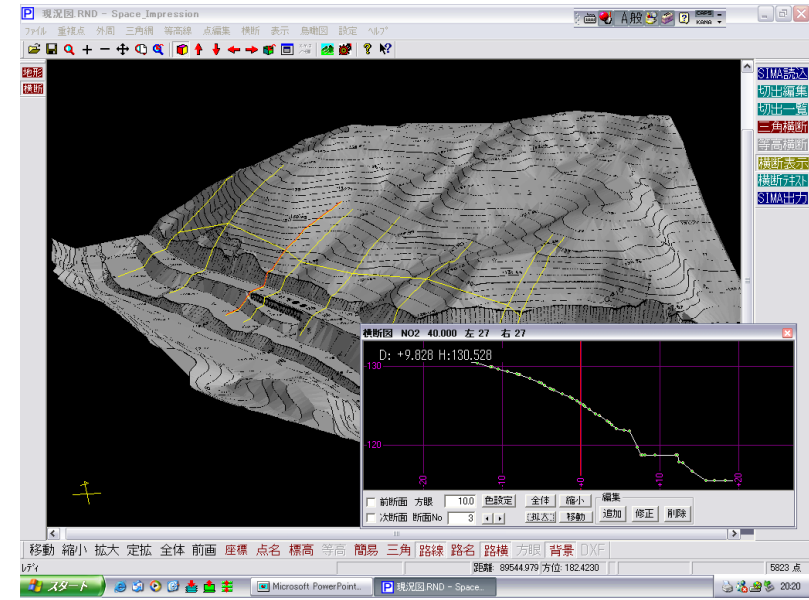 現況図.RND - Space_Impression
A般
CAPS
KANA
ファイル 重複点 外周 三角網 等高線 点編集 横断 表示 鳥瞰図 設定 ヘルプ
地形
横断
SIMA読込
切出編集
切出一覧
三角横断
等高横断
横断表示
横断テキスト
SIMA出力
横断図 NO2 40.000 左 27 右 27
D: +9.828 H:130.528
-130
-120
-20
-10
+0
+10
+20
前断面 方眼 10.0 色設定 全体 縮小 編集
次断面 断面No 3 拡大 移動 追加 修正 削除
移動 縮小 拡大 定拡 全体 前画 座標 点名 標高 等高 簡易 三角 路線 路名 路横 方眼 背景 DXF
レディ
距離 89544.979 方位 182.4230
5823 点
スタート
Microsoft PowerPoint...
現況図.RND - Space...
20:20